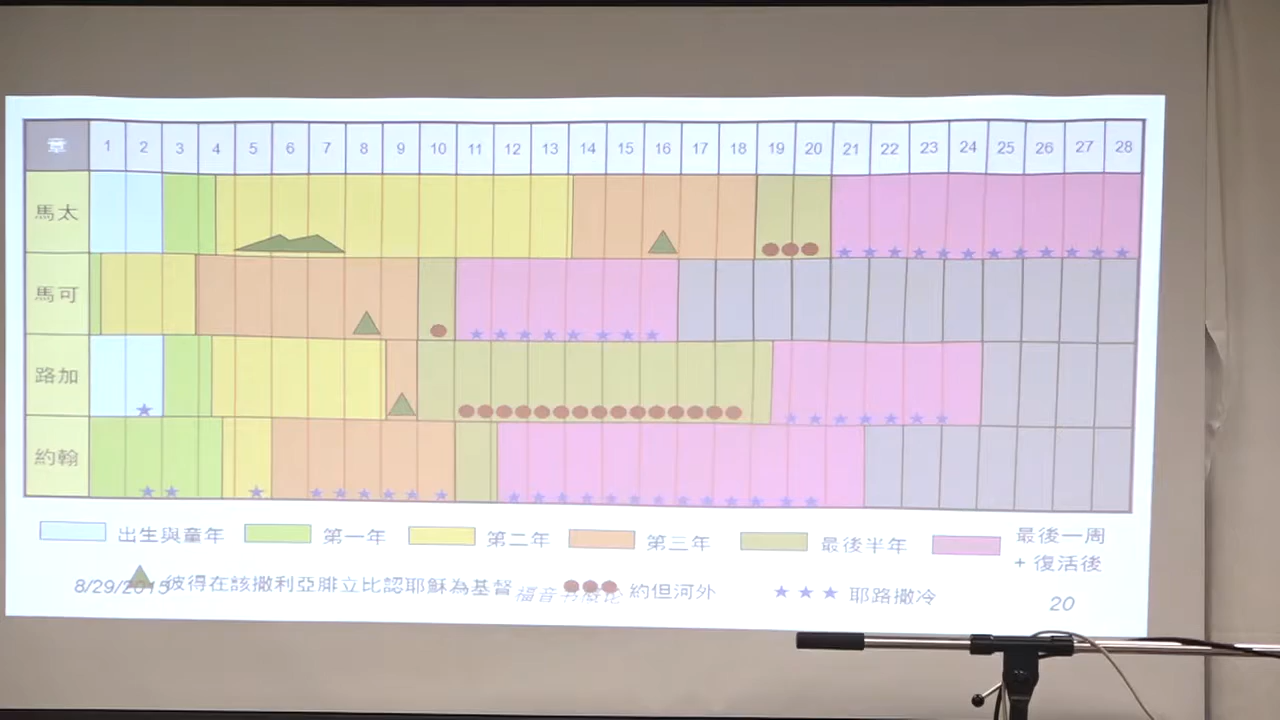 章 1 2 3 4 5 6 7 8 9 10 11 12 13 14 15 16 17 18 19 20 21 22 23 24 25 26 27 28
馬太
馬可
路加
約翰
出生與童年 第一年 第二年 第三年 最後半年 最後一周
+ 復活後
8/29/2015 彼得在該撒利亞腓立比認耶穌為基督 福音书 约但河外 耶路撒冷 20